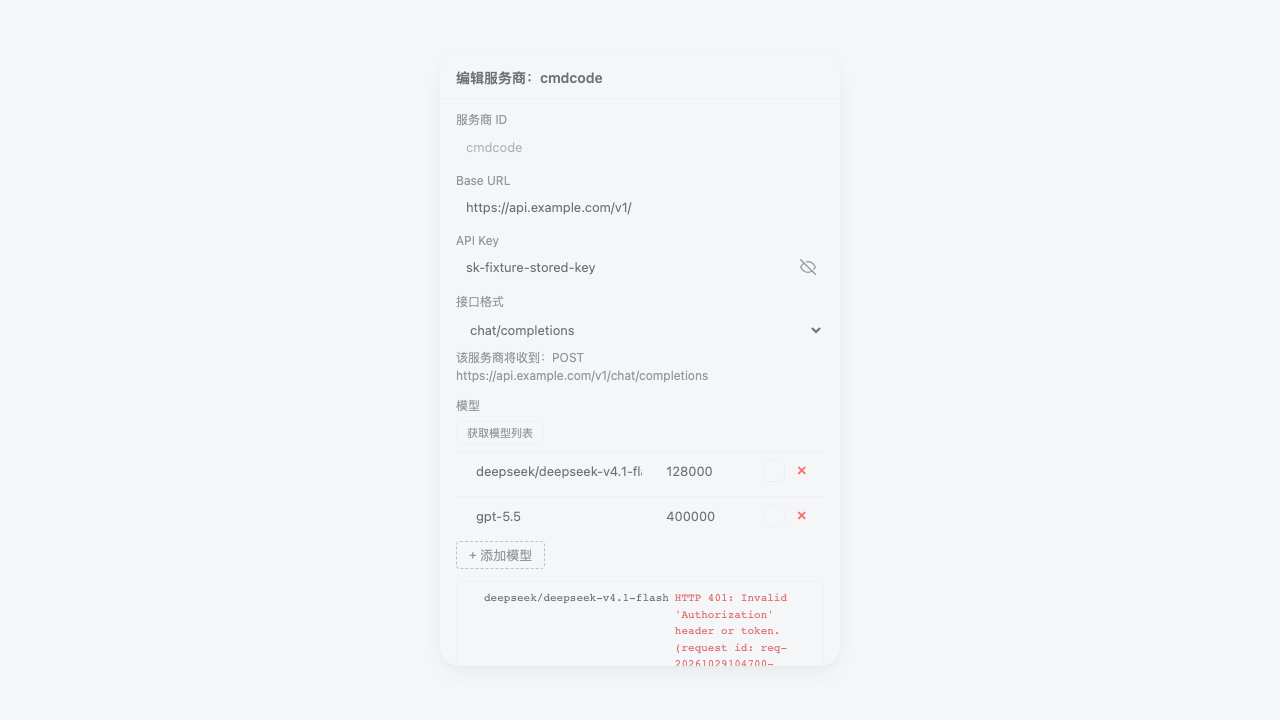 编辑服务商：cmdcode
服务商 ID
cmdcode
Base URL
https://api.example.com/v1/
API Key
sk-fixture-stored-key
接口格式
chat/completions
该服务商将收到：POST
https://api.example.com/v1/chat/completions
模型
获取模型列表
deepseek/deepseek-v4.1-fl 128000 ×
gpt-5.5 400000 ×
+ 添加模型
deepseek/deepseek-v4.1-flash HTTP 401: Invalid
'Authorization'
header or token.
(request id: req-
20261029104700-